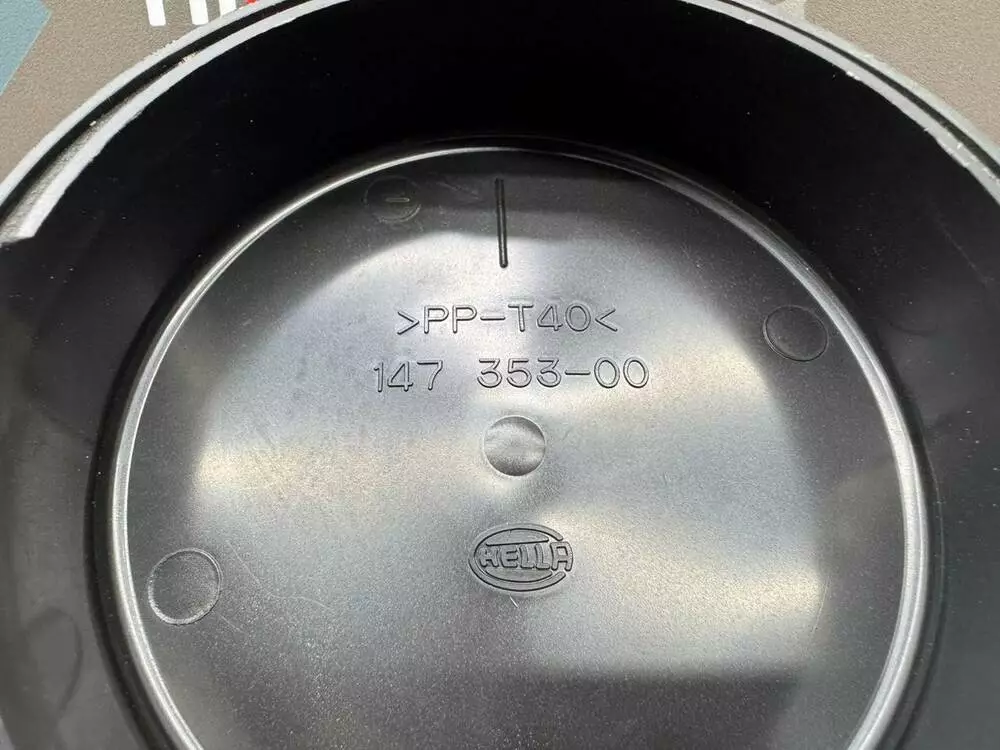 >PP-T40<
147 353-00
HELLA